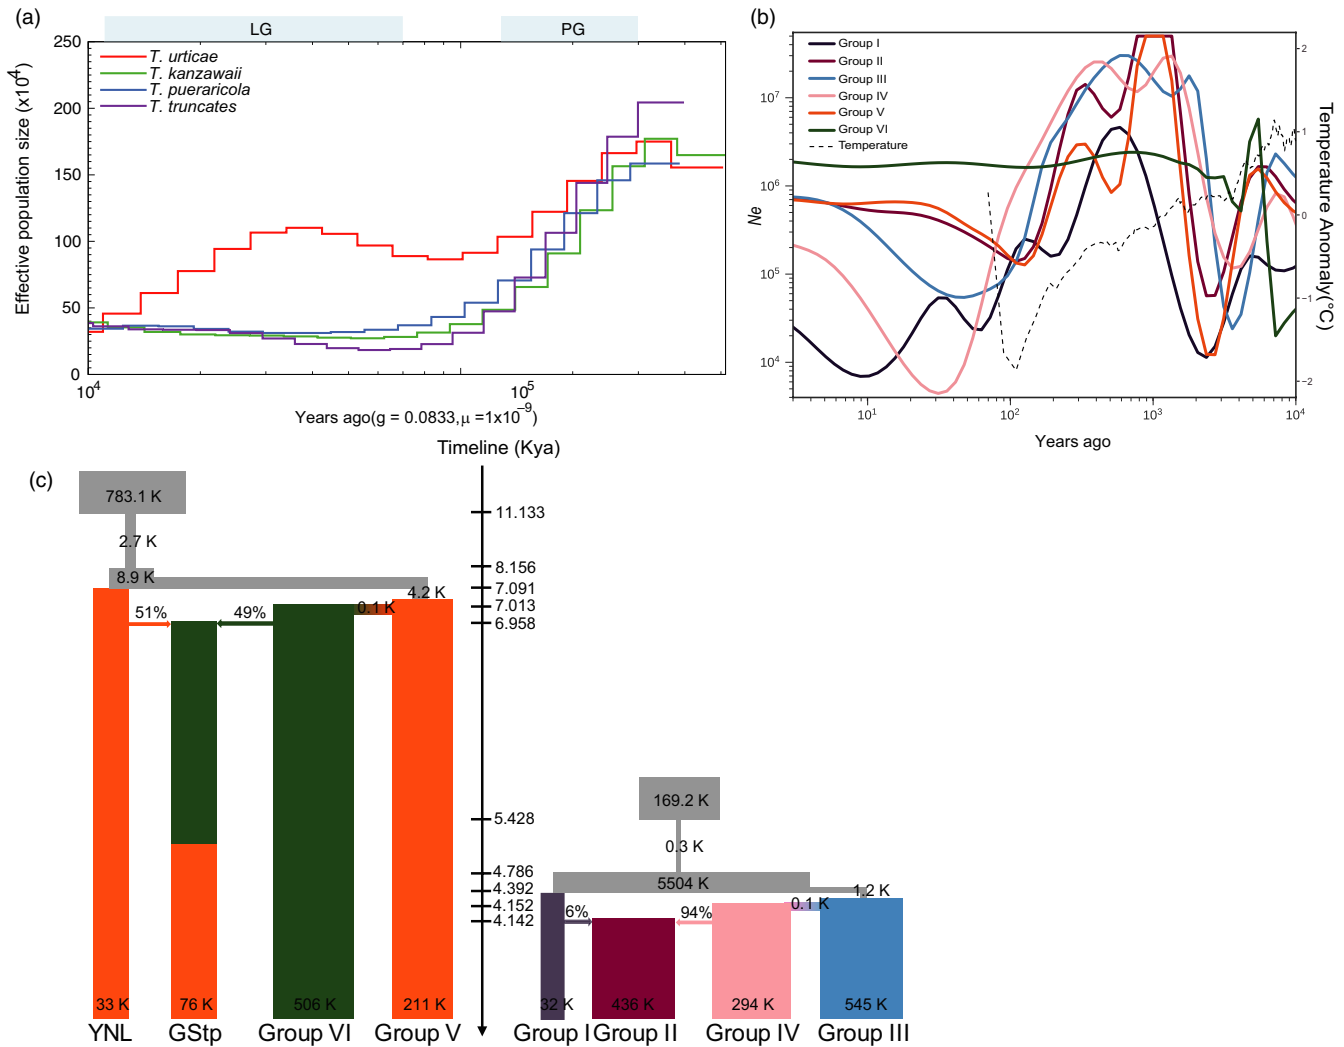 (a)
LG
PG
250
200
150
100
50
0
Effective population size (x10⁴)
T. urticae
T. kanzawaii
T. pueraricola
T. truncates
10⁴
10⁵
Years ago(g = 0.0833,μ =1x10⁻⁹)
(b)
Group I
Group II
Group III
Group IV
Group V
Group VI
Temperature
10⁷
10⁶
10⁵
10⁴
Ne
2
1
0
−1
−2
Temperature Anomaly(°C)
10¹
10²
10³
10⁴
Years ago
Timeline (Kya)
(c)
783.1 K
2.7 K
8.9 K
4.2 K
0.1 K
51%
49%
11.133
8.156
7.091
7.013
6.958
5.428
4.786
4.392
4.152
4.142
169.2 K
0.3 K
5504 K
1.2 K
0.1 K
6%
94%
33 K
76 K
506 K
211 K
32 K
436 K
294 K
545 K
YNL
GStp
Group VI
Group V
Group I
Group II
Group IV
Group III